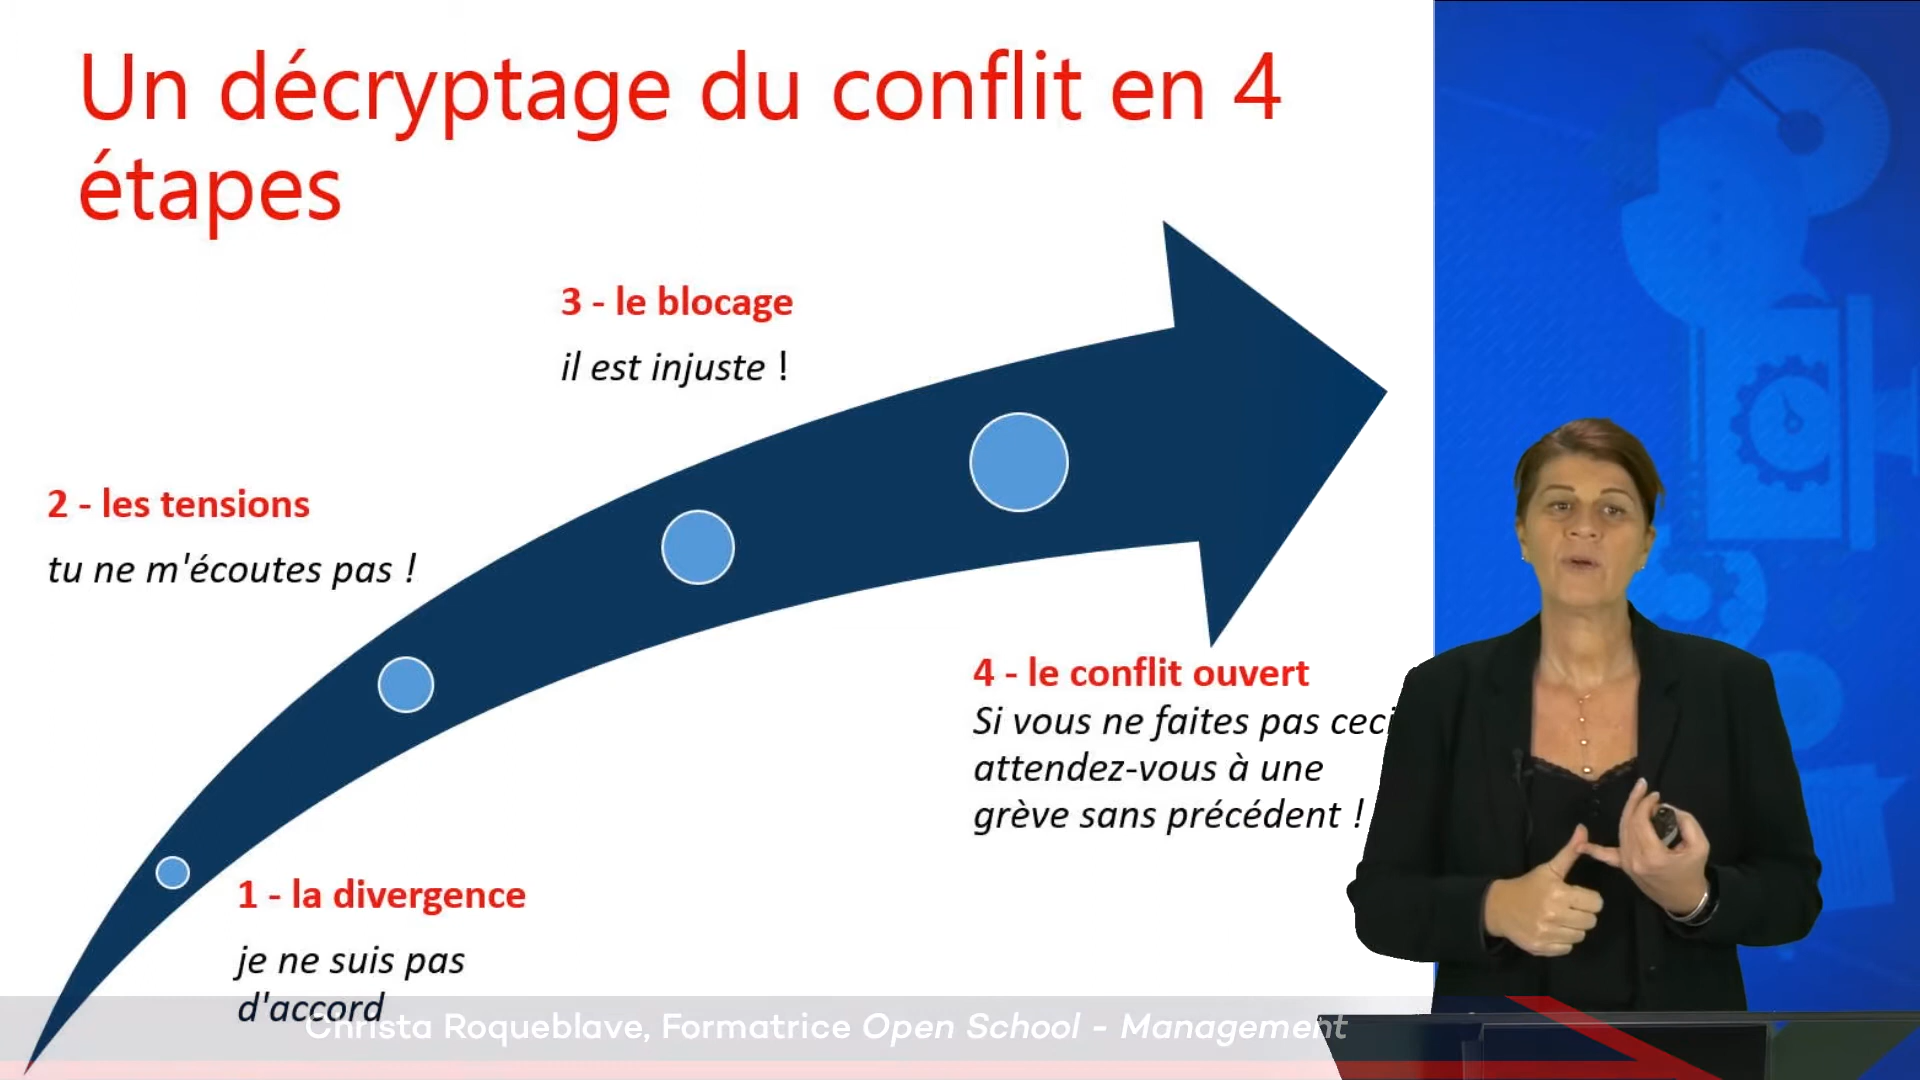 Un décryptage du conflit en 4
étapes
3 - le blocage
il est injuste !
2 - les tensions
tu ne m'écoutes pas !
4 - le conflit ouvert
Si vous ne faites pas ceci
attendez-vous à une
grève sans précédent !
1 - la divergence
je ne suis pas
d'accord
Christa Roqueblave, Formatrice Open School - Management